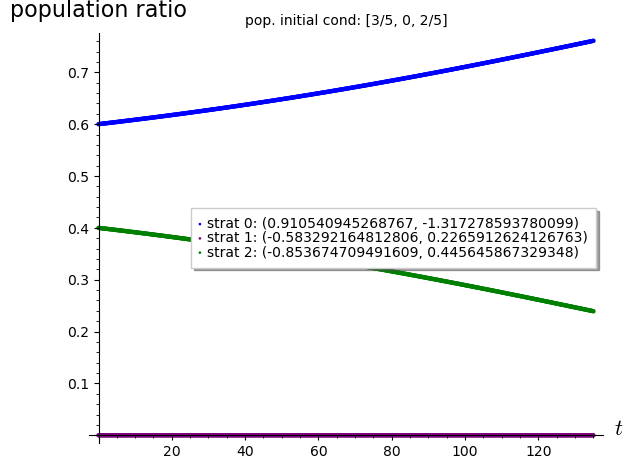 population ratio
pop. initial cond: [3/5, 0, 2/5]
0.7
0.6
0.5
0.4
0.3
0.2
0.1
strat 0: (0.910540945268767, -1.317278593780099)
strat 1: (-0.583292164812806, 0.2265912624126763)
strat 2: (-0.853674709491609, 0.445645867329348)
20 40 60 80 100 120
t